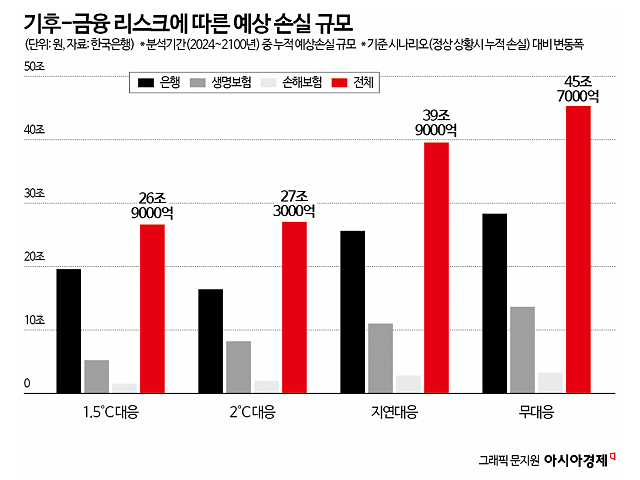 기후-금융 리스크에 따른 예상 손실 규모
(단위: 원, 자료: 한국은행) *분석기간(2024~2100년) 중 누적 예상손실 규모 *기준 시나리오(정상 상황시 누적 손실) 대비 변동폭
50조
은행 생명보험 손해보험 전체
45조
7000억
40조
39조
9000억
30조
26조
9000억
27조
3000억
20조
10조
0
1.5°C 대응 2°C 대응 지연대응 무대응
그래픽 문지원 아시아경제